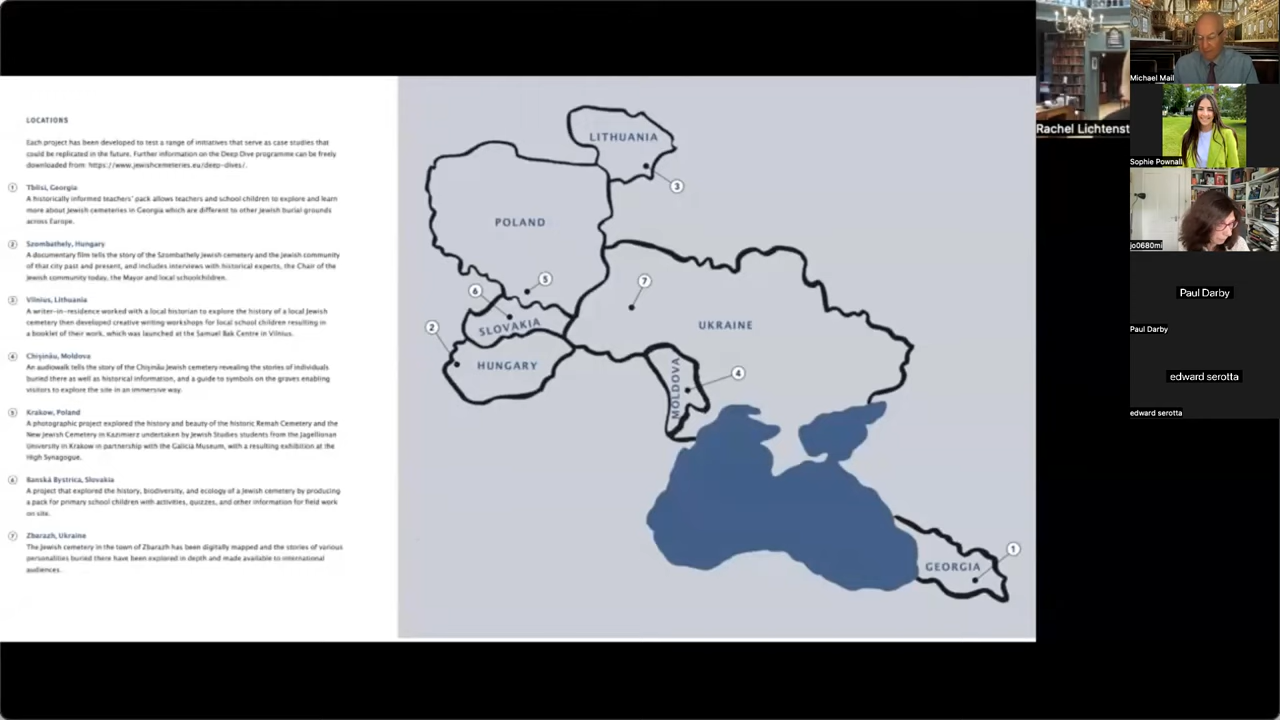 LOCATIONS
Each project has been developed to test a range of initiatives that serve as case studies that
could be replicated in the future. Further information on the Deep Dive programme can be freely
downloaded from: https://www.jewishcemeteries.eu/deep-dives/.
1 Tbilisi, Georgia
A historically informed teachers' pack allows teachers and school children to explore and learn
more about Jewish cemeteries in Georgia which are different to other Jewish burial grounds
across Europe.
2 Szombathely, Hungary
A documentary film tells the story of the Szombathely Jewish cemetery and the Jewish community
of that city past and present, and includes interviews with historical experts, the Chair of the
Jewish community today, the Mayor and local schoolchildren.
3 Vilnius, Lithuania
A writer-in-residence worked with a local historian to explore the history of a local Jewish
cemetery then developed creative writing workshops for local school children resulting in
a booklet of their work, which was launched at the Samuel Bak Centre in Vilnius.
4 Chișinău, Moldova
An audiowalk tells the story of the Chișinău Jewish cemetery revealing the stories of individuals
buried there as well as historical information, and a guide to symbols on the graves enabling
visitors to explore the site in an immersive way.
5 Krakow, Poland
A photographic project explored the history and beauty of the historic Remah Cemetery and the
New Jewish Cemetery in Kazimierz undertaken by Jewish Studies students from the Jagellionan
University in Krakow in partnership with the Galicia Museum, with a resulting exhibition at the
High Synagogue.
6 Banská Bystrica, Slovakia
A project that explored the history, biodiversity, and ecology of a Jewish cemetery by producing
a pack for primary school children with activities, quizzes, and other information for field work
on site.
7 Zbarazh, Ukraine
The Jewish cemetery in the town of Zbarazh has been digitally mapped and the stories of various
personalities buried there have been explored in depth and made available to international
audiences.
LITHUANIA
3
POLAND
5
6
7
2
SLOVAKIA
UKRAINE
HUNGARY
MOLDOVA
4
1
GEORGIA
Rachel Lichtenst
Michael Mail
Sophie Pownall
jo0680mi
Paul Darby
Paul Darby
edward serotta
edward serotta